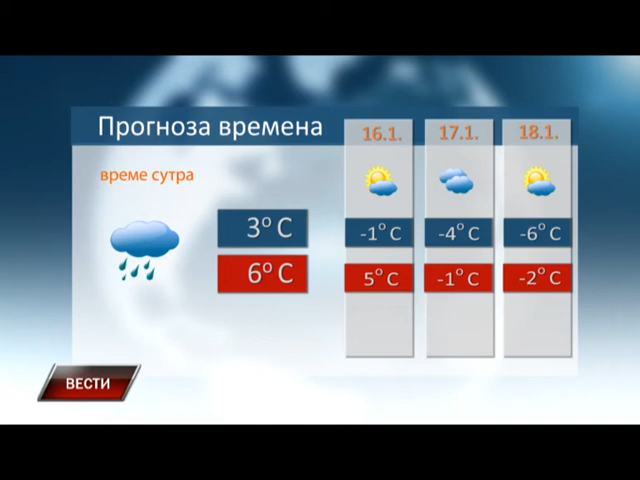 Прогноза времена
време сутра
3° C
6° C
16.1.
17.1.
18.1.
-1° C
-4° C
-6° C
5° C
-1° C
-2° C
ВЕСТИ